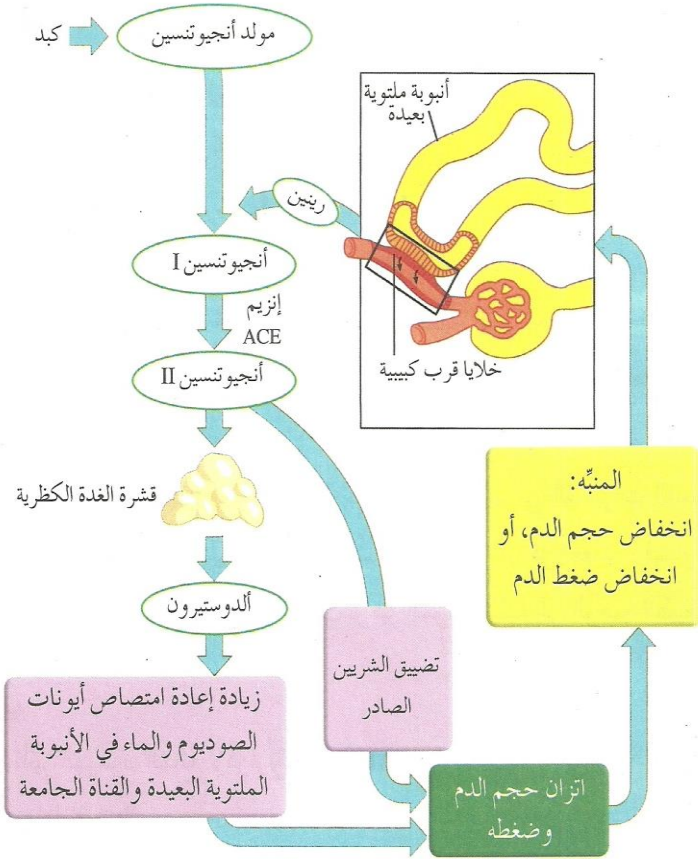 مولد أنجيوتنسين
كبد
أنبوبة ملتوية
بعيدة
رينين
أنجيوتنسين I
إنزيم
ACE
أنجيوتنسين II
خلايا قرب كبيبية
قشرة الغدة الكظرية
المنبِّه:
انخفاض حجم الدم، أو
انخفاض ضغط الدم
ألدوستيرون
تضييق الشريين
الصادر
زيادة إعادة امتصاص أيونات
الصوديوم والماء في الأنبوبة
الملتوية البعيدة والقناة الجامعة
اتزان حجم الدم
وضغطه